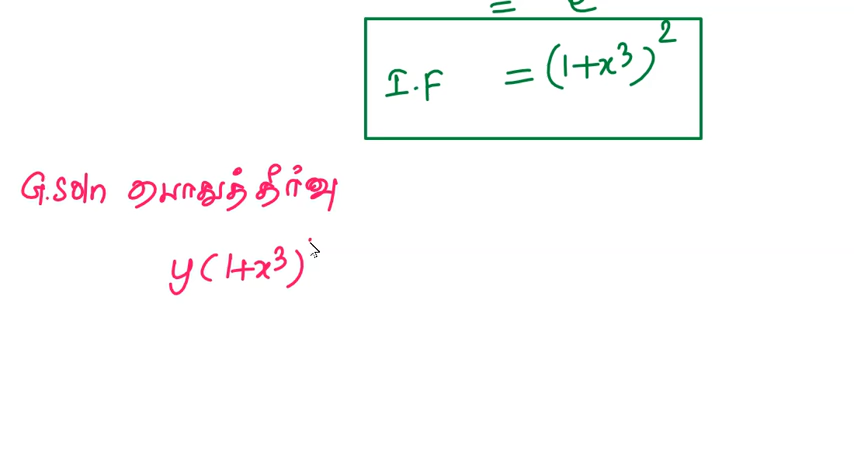 = e
I.F = (1+x³)²
G.Soln பொதுத்தீர்வு
y(1+x³)